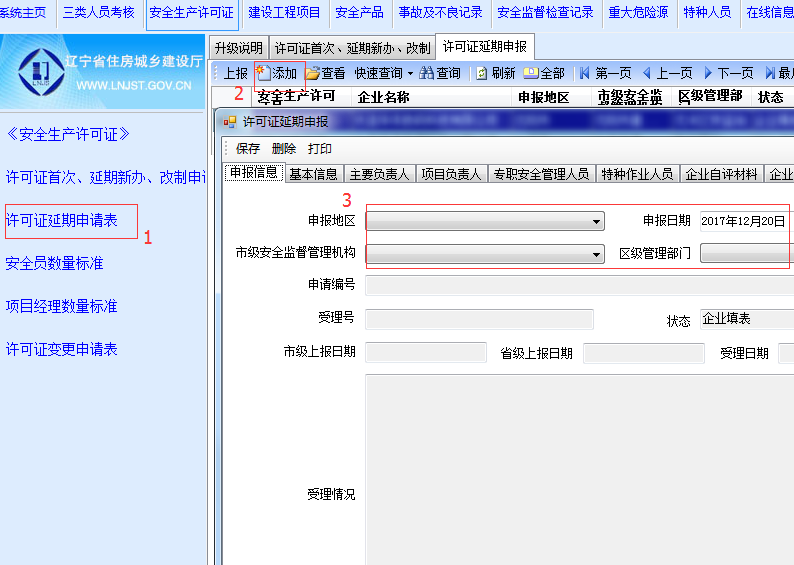 系统主页 三类人员考核 安全生产许可证 建设工程项目 安全产品 事故及不良记录 安全监督检查记录 重大危险源 特种人员 在线信息
辽宁省住房城乡建设厅
WWW.LNJST.GOV.CN
LNJS
《安全生产许可证》
许可证首次、延期新办、改制申
许可证延期申请表
1
安全员数量标准
项目经理数量标准
许可证变更申请表
升级说明 许可证首次、延期新办、改制 许可证延期申报
上报 添加 查看 快速查询 查询 刷新 全部 第一页 上一页 下一页 最
2
安全生产许可 企业名称 申报地区 市级安全监 区级管理部 状态
许可证延期申报
保存 删除 打印
申报信息 基本信息 主要负责人 项目负责人 专职安全管理人员 特种作业人员 企业自评材料 企业
3
申报地区 申报日期 2017年12月20日
市级安全监督管理机构 区级管理部门
申请编号
受理号 状态 企业填表
市级上报日期 省级上报日期 受理日期
受理情况